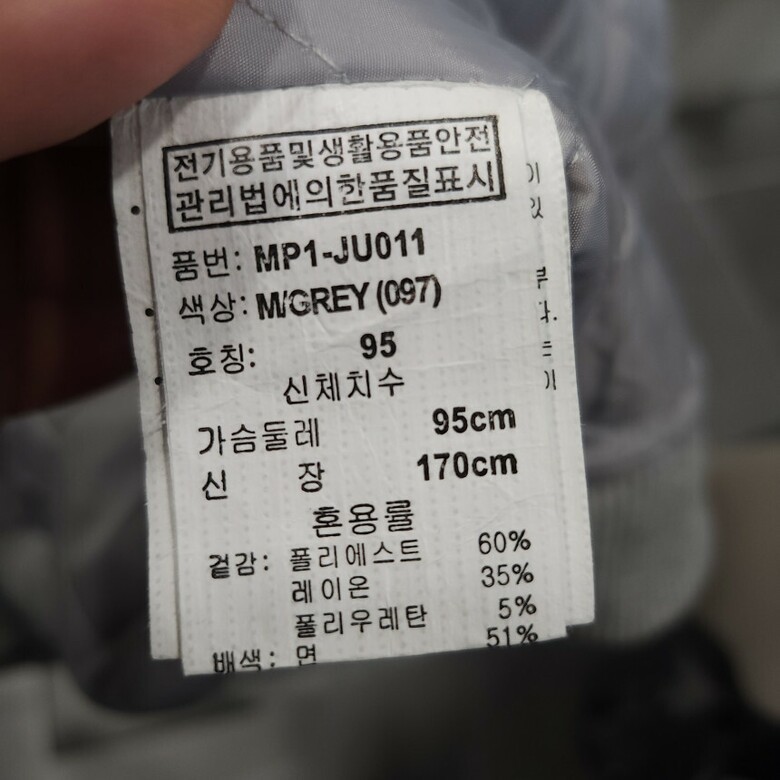 전기용품및생활용품안전
관리법에의한품질표시
품번: MP1-JU011
색상: M/GREY (097)
호칭: 95
신체치수
가슴둘레 95cm
신 장 170cm
혼용률
겉감: 폴리에스트 60%
레이온 35%
폴리우레탄 5%
배색: 면 51%